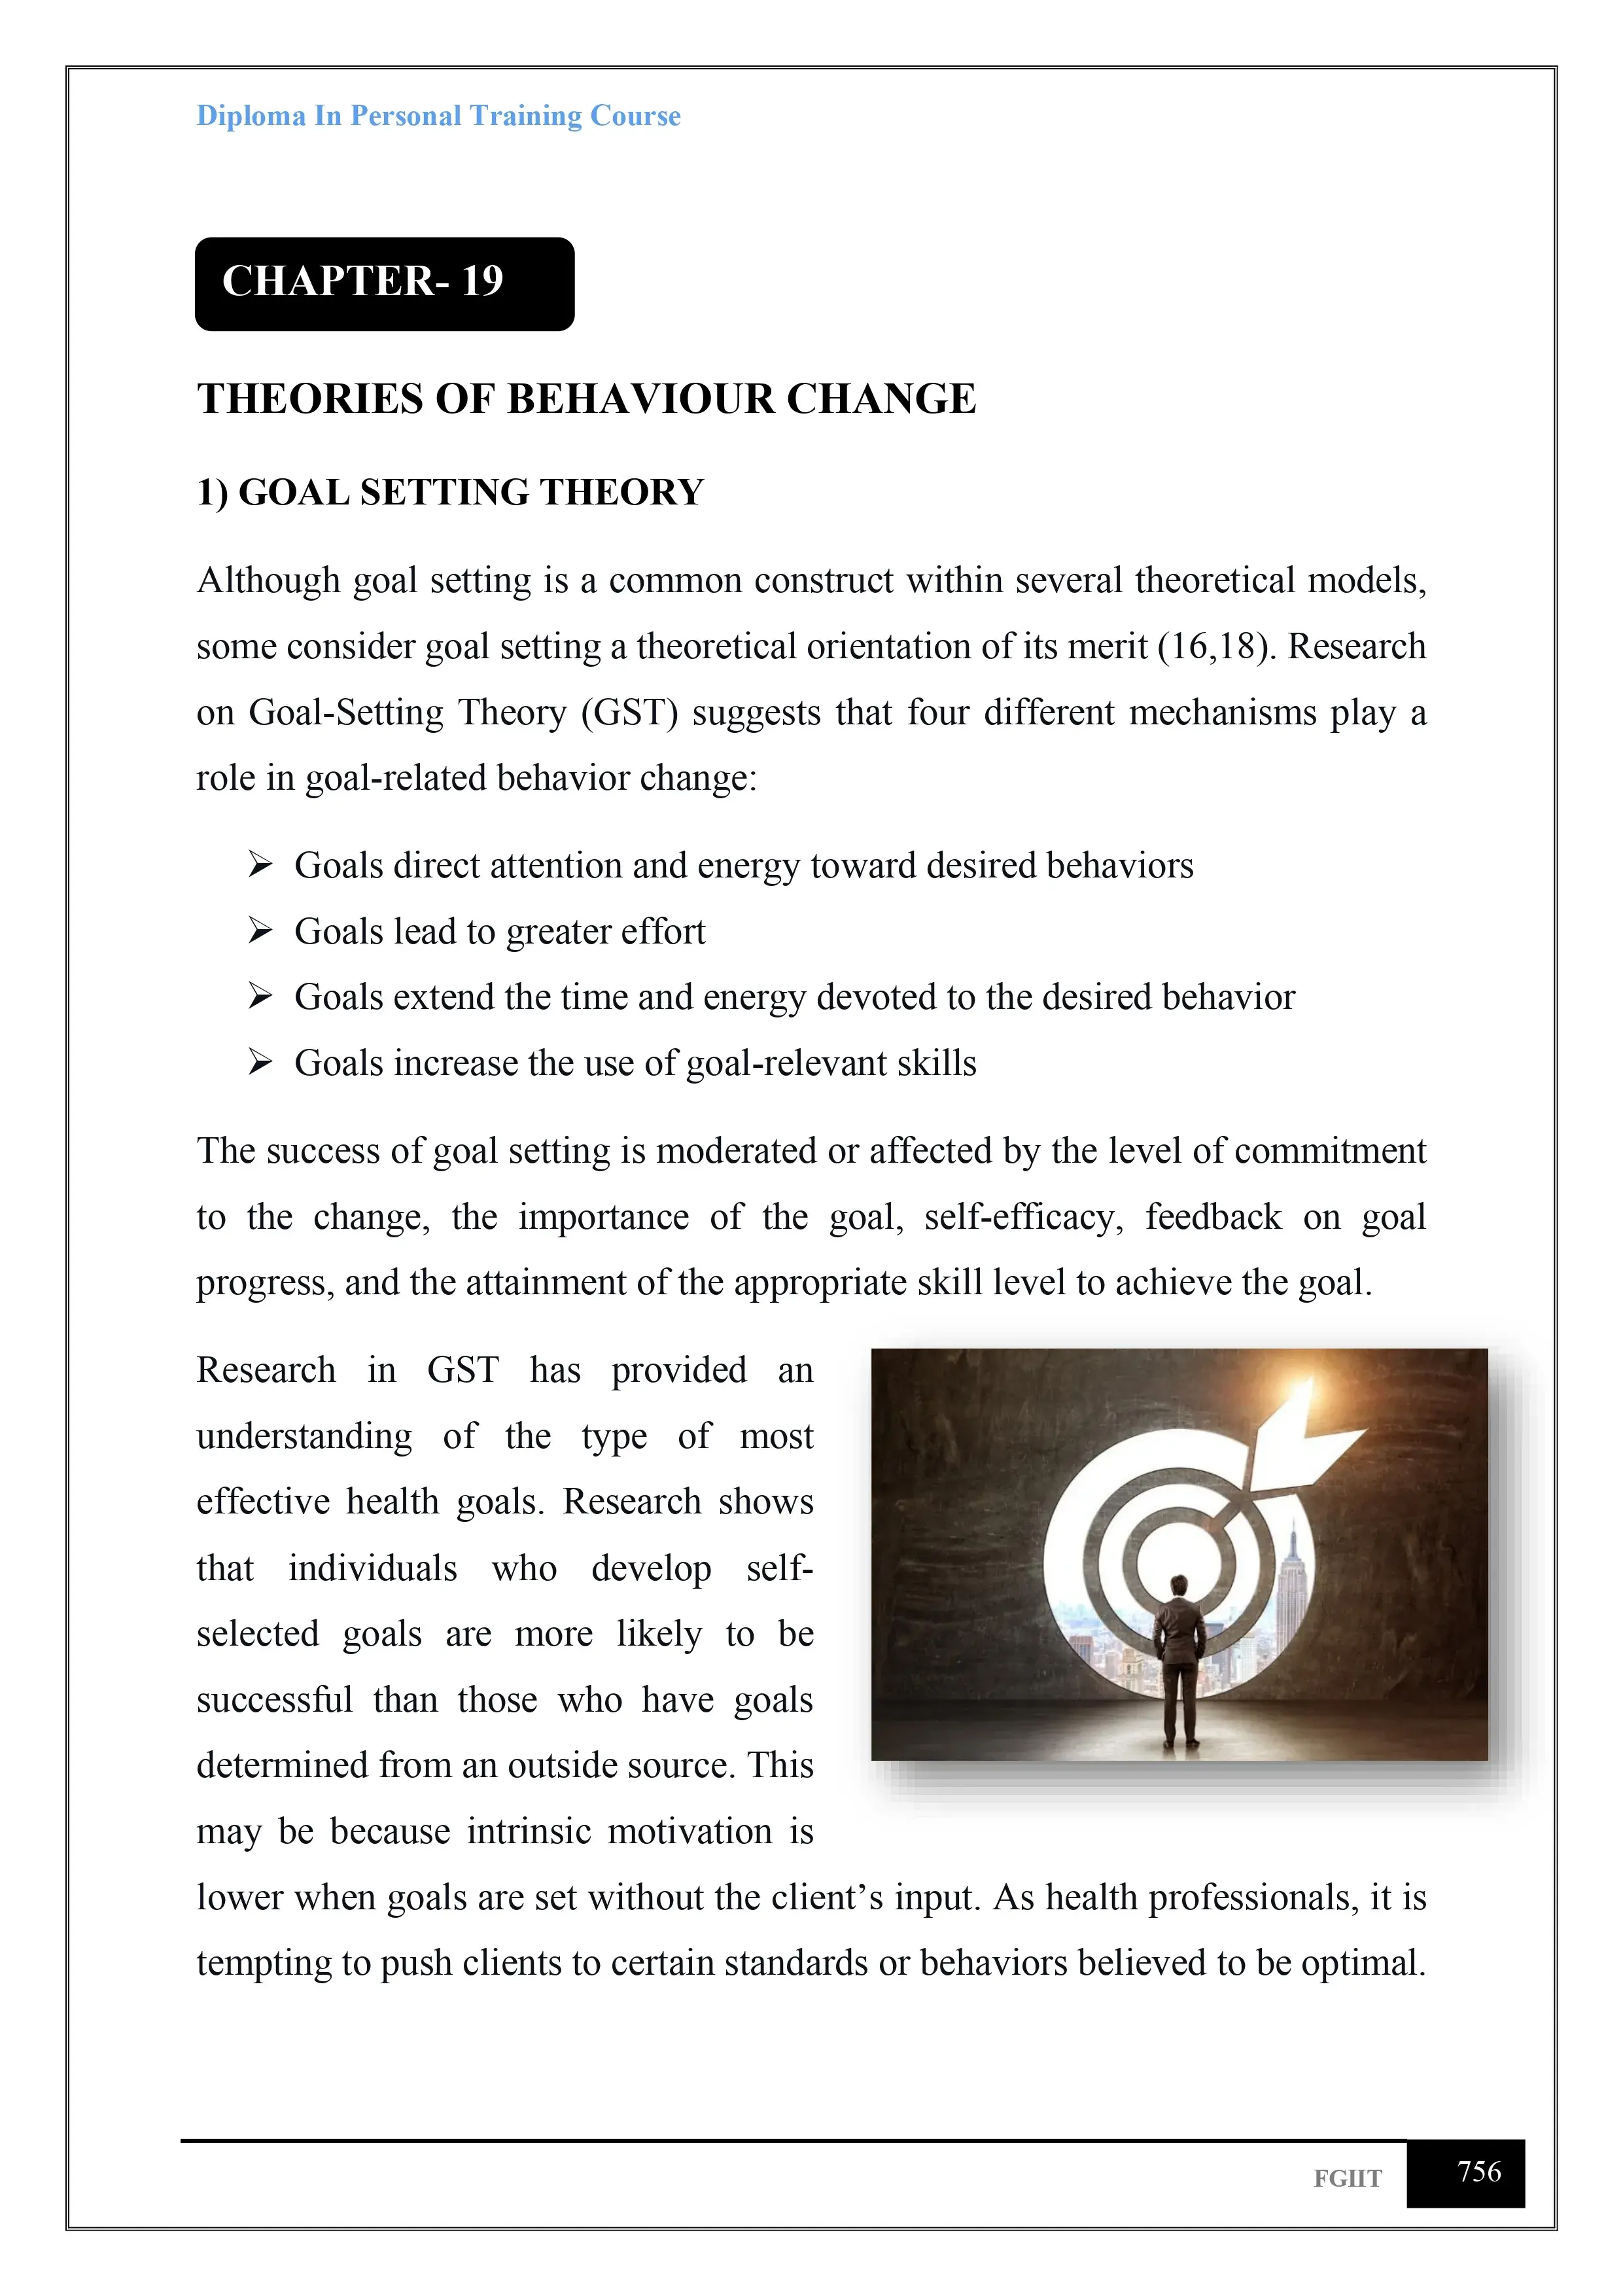 Diploma In Personal Training Course
CHAPTER- 19
THEORIES OF BEHAVIOUR CHANGE
1) GOAL SETTING THEORY
Although goal setting is a common construct within several theoretical models,
some consider goal setting a theoretical orientation of its merit (16,18). Research
on Goal-Setting Theory (GST) suggests that four different mechanisms play a
role in goal-related behavior change:
➢ Goals direct attention and energy toward desired behaviors
➢ Goals lead to greater effort
➢ Goals extend the time and energy devoted to the desired behavior
➢ Goals increase the use of goal-relevant skills
The success of goal setting is moderated or affected by the level of commitment
to the change, the importance of the goal, self-efficacy, feedback on goal
progress, and the attainment of the appropriate skill level to achieve the goal.
Research in GST has provided an
understanding of the type of most
effective health goals. Research shows
that individuals who develop self-
selected goals are more likely to be
successful than those who have goals
determined from an outside source. This
may be because intrinsic motivation is
lower when goals are set without the client’s input. As health professionals, it is
tempting to push clients to certain standards or behaviors believed to be optimal.
FGIIT
756